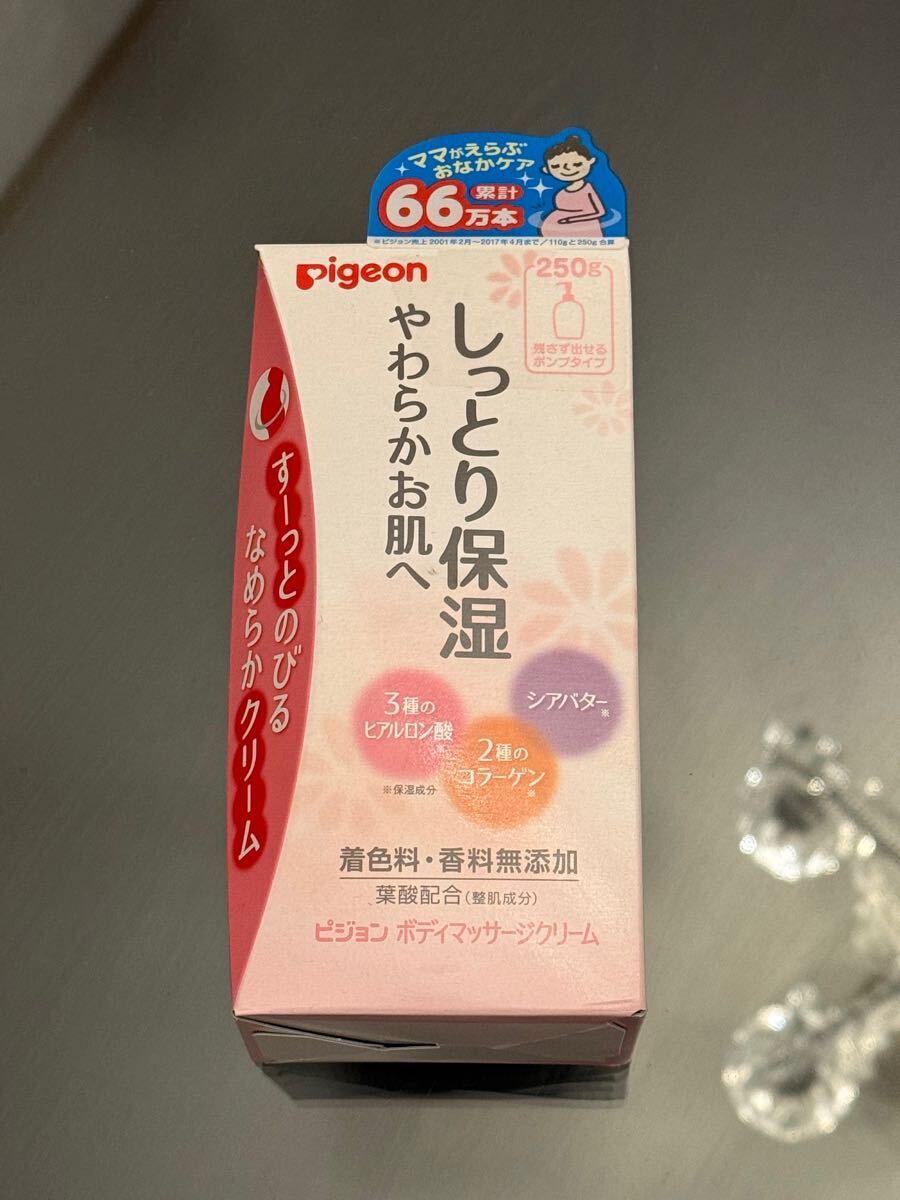 ママがえらぶ
おなかケア
66万本
累計
※ピジョン売上 2001年2月～2017年4月まで／110gと250g合算
Pigeon
250g
残さず出せる
ポンプタイプ
しっとり保湿
やわらかお肌へ
すーっとのびる
なめらかクリーム
3種の
ヒアルロン酸
※
2種の
コラーゲン
※
シアバター
※
※保湿成分
着色料・香料無添加
葉酸配合(整肌成分)
ピジョン ボディマッサージクリーム